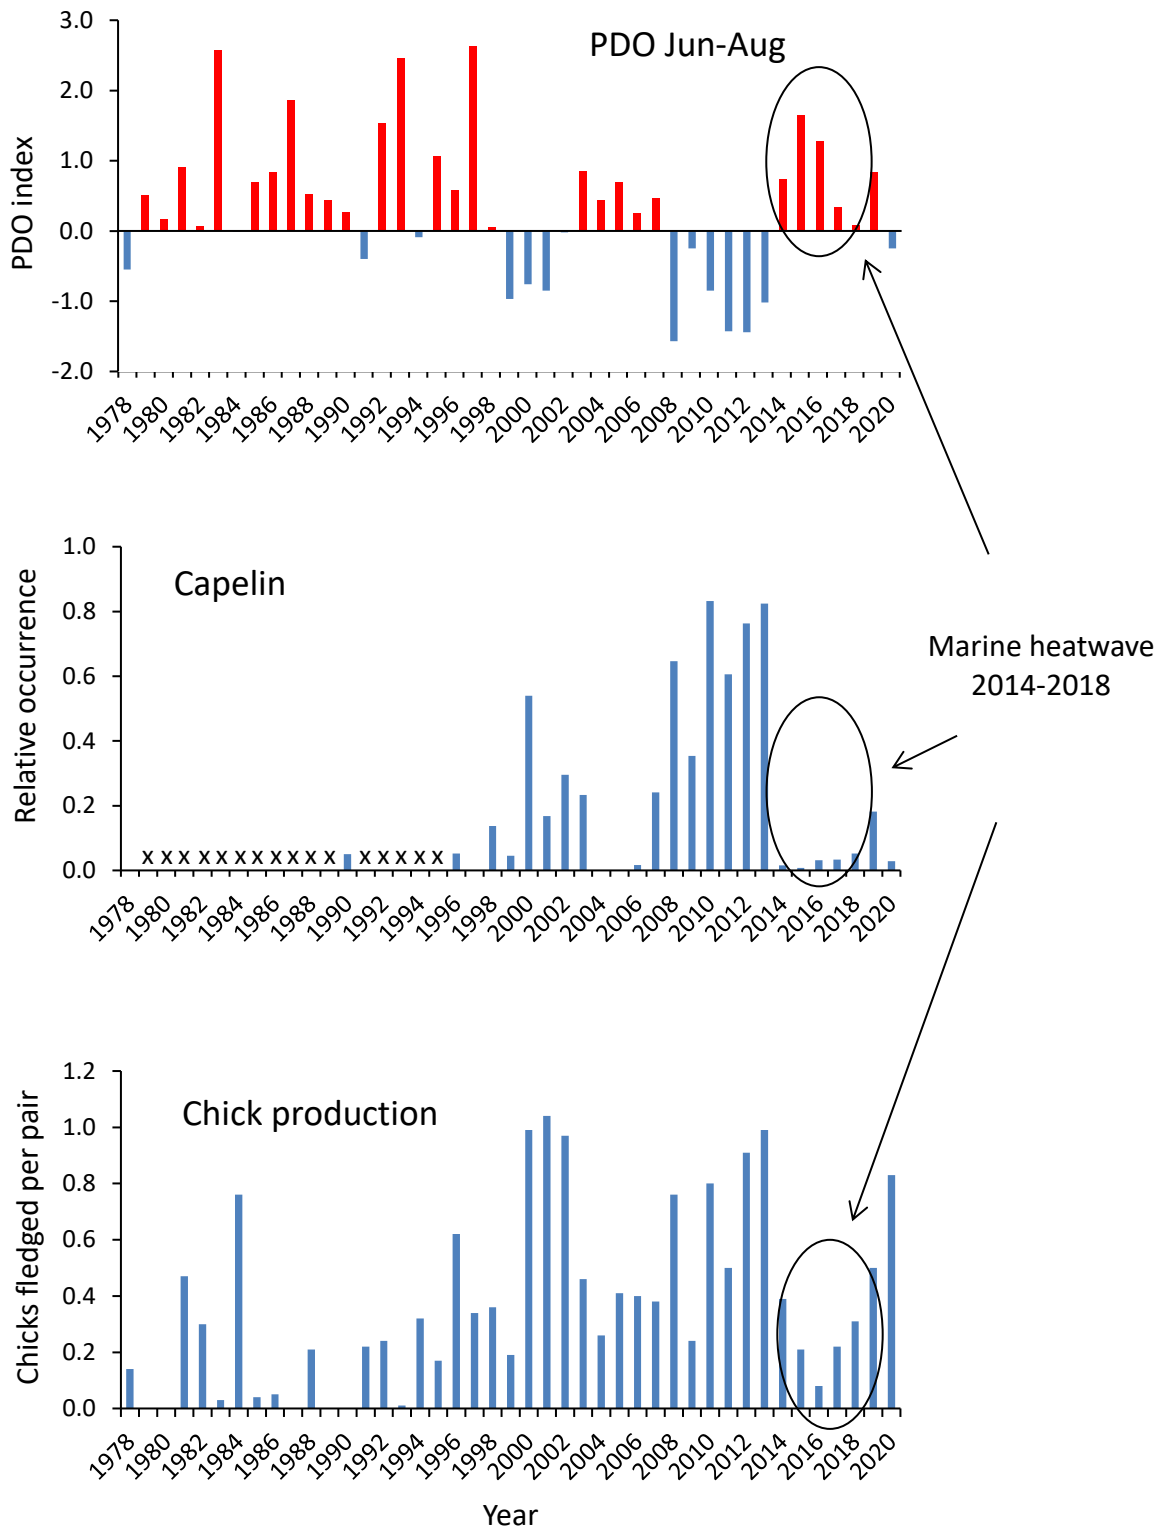 PDO Jun-Aug
PDO index
3.0
2.0
1.0
0.0
-1.0
-2.0
1978 1980 1982 1984 1986 1988 1990 1992 1994 1996 1998 2000 2002 2004 2006 2008 2010 2012 2014 2016 2018 2020
Capelin
Relative occurrence
1.0
0.8
0.6
0.4
0.2
0.0
x x x x x x x x x x x x x x x x
1978 1980 1982 1984 1986 1988 1990 1992 1994 1996 1998 2000 2002 2004 2006 2008 2010 2012 2014 2016 2018 2020
Marine heatwave
2014-2018
Chick production
Chicks fledged per pair
1.2
1.0
0.8
0.6
0.4
0.2
0.0
1978 1980 1982 1984 1986 1988 1990 1992 1994 1996 1998 2000 2002 2004 2006 2008 2010 2012 2014 2016 2018 2020
Year